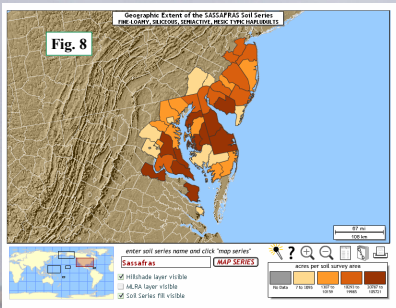 Geographic Extent of the SASSAFRAS Soil Series
FINE-LOAMY, SILICEOUS, SEMIACTIVE, MESIC TYPIC HAPLUDULTS
Fig. 8
67 mi
108 km
enter soil series name and click "map series"
Sassafras
MAP SERIES
Hillshade layer visible
MLRA layer visible
Soil Series fill visible
acres per soil survey area
No Data